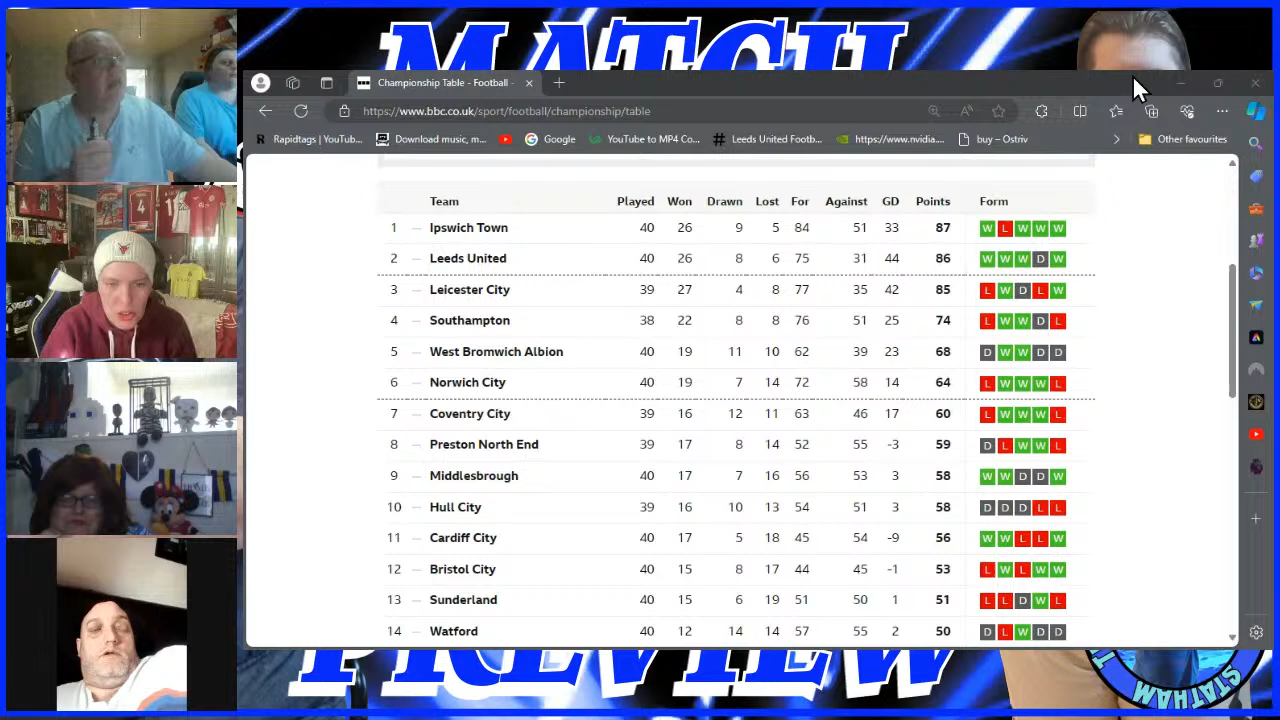 MATCH
Championship Table - Football -
https://www.bbc.co.uk/sport/football/championship/table
Rapidtags | YouTub... Download music, m... Google YouTube to MP4 Co... Leeds United Footb... https://www.nvidia.... buy – Ostriv Other favourites
Team Played Won Drawn Lost For Against GD Points Form
1 Ipswich Town 40 26 9 5 84 51 33 87 W L W W W
2 Leeds United 40 26 8 6 75 31 44 86 W W W D W
3 Leicester City 39 27 4 8 77 35 42 85 L W D L W
4 Southampton 38 22 8 8 76 51 25 74 L W W D L
5 West Bromwich Albion 40 19 11 10 62 39 23 68 D W W D D
6 Norwich City 40 19 7 14 72 58 14 64 L W W W L
7 Coventry City 39 16 12 11 63 46 17 60 L W W W L
8 Preston North End 39 17 8 14 52 55 -3 59 D L W W L
9 Middlesbrough 40 17 7 16 56 53 3 58 W W D D W
10 Hull City 39 16 10 13 54 51 3 58 D D D L L
11 Cardiff City 40 17 5 18 45 54 -9 56 W W L L W
12 Bristol City 40 15 8 17 44 45 -1 53 L W L W W
13 Sunderland 40 15 6 19 51 50 1 51 L L D W L
14 Watford 40 12 14 14 57 55 2 50 D L W D D
PREVIEW
STATHAM